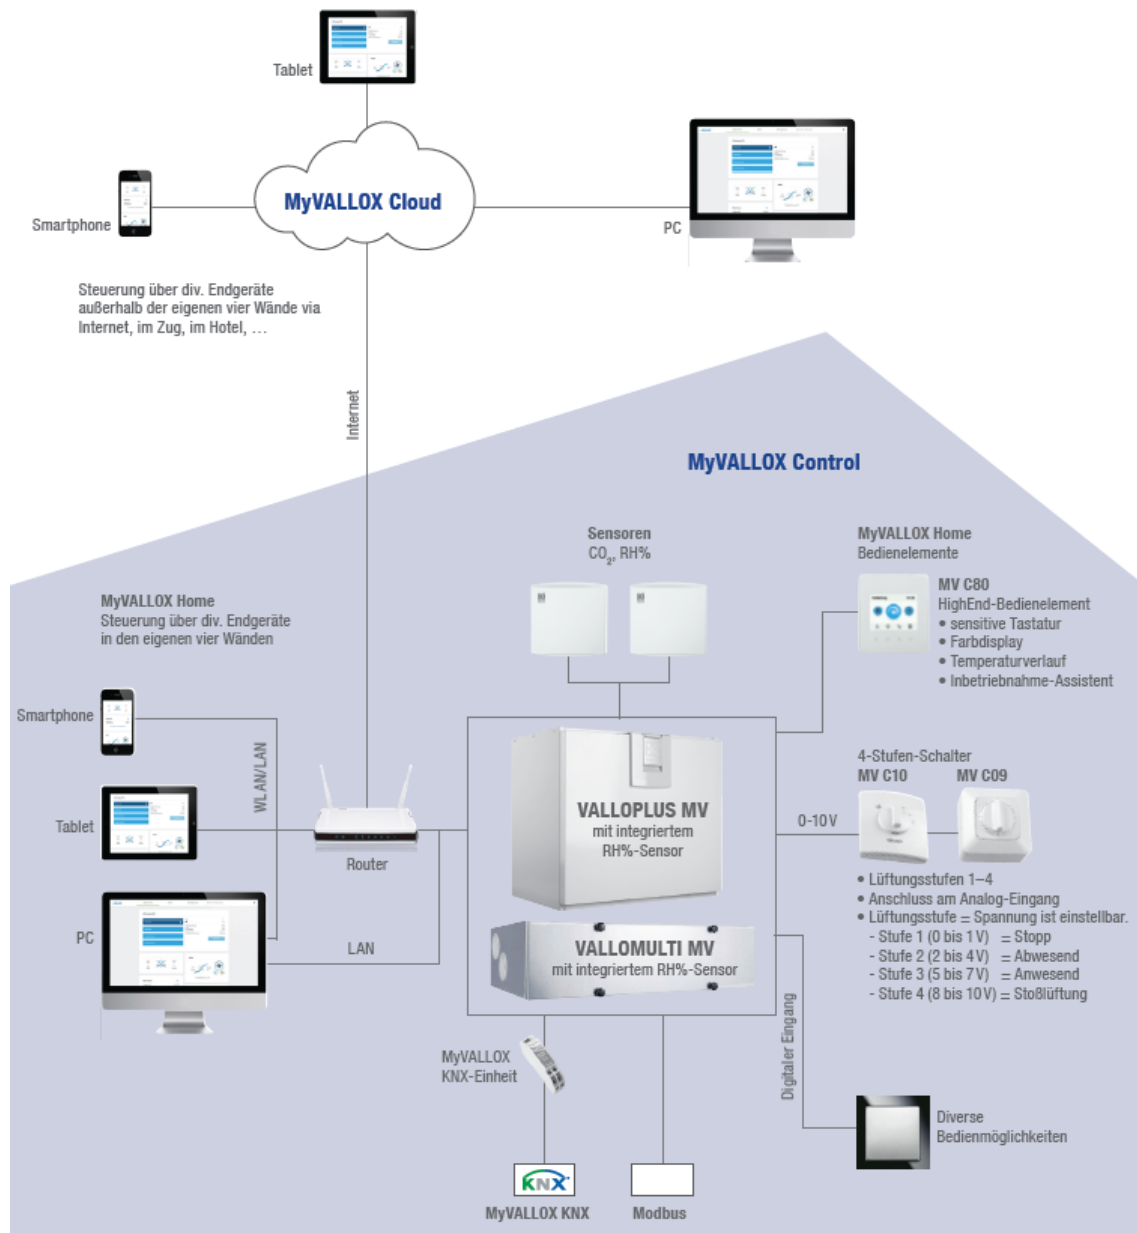 Tablet
MyVALLOX Cloud
Smartphone
PC
Steuerung über div. Endgeräte
außerhalb der eigenen vier Wände via
Internet, im Zug, im Hotel, …
Internet
MyVALLOX Control
Sensoren
CO₂, RH%
MyVALLOX Home
Bedienelemente
MV C80
HighEnd-Bedienelement
• sensitive Tastatur
• Farbdisplay
• Temperaturverlauf
• Inbetriebnahme-Assistent
MyVALLOX Home
Steuerung über div. Endgeräte
in den eigenen vier Wänden
Smartphone
WLAN/LAN
Tablet
Router
PC
LAN
VALLOPLUS MV
mit integriertem
RH%-Sensor
VALLOMULTI MV
mit integriertem RH%-Sensor
4-Stufen-Schalter
MV C10 MV C09
0-10V
• Lüftungsstufen 1–4
• Anschluss am Analog-Eingang
• Lüftungsstufe = Spannung ist einstellbar.
- Stufe 1 (0 bis 1V) = Stopp
- Stufe 2 (2 bis 4V) = Abwesend
- Stufe 3 (5 bis 7V) = Anwesend
- Stufe 4 (8 bis 10V) = Stoßlüftung
MyVALLOX
KNX-Einheit
Digitaler Eingang
Diverse
Bedienmöglichkeiten
KNX
MyVALLOX KNX
Modbus